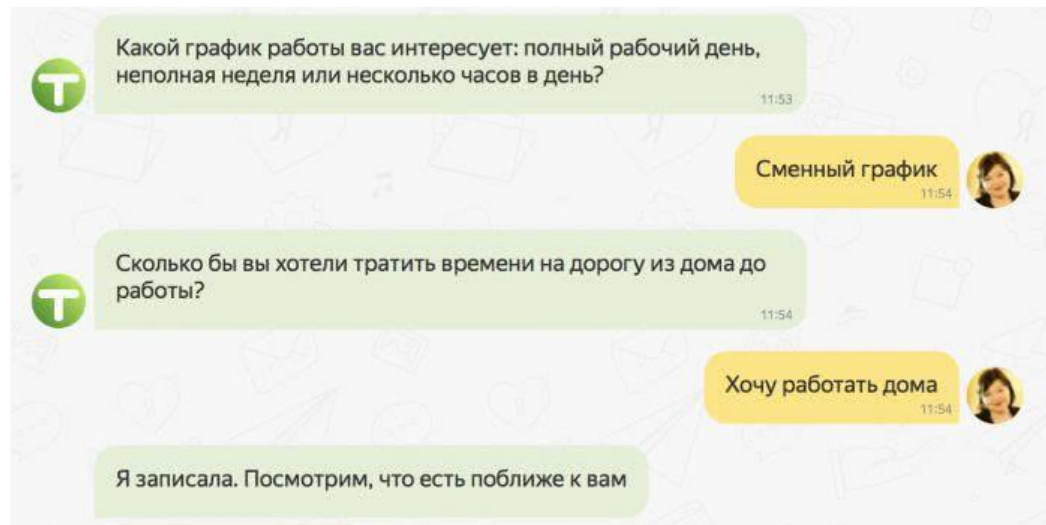 Какой график работы вас интересует: полный рабочий день,
неполная неделя или несколько часов в день?
11:53
Сменный график
11:54
Сколько бы вы хотели тратить времени на дорогу из дома до
работы?
11:54
Хочу работать дома
11:54
Я записала. Посмотрим, что есть поближе к вам